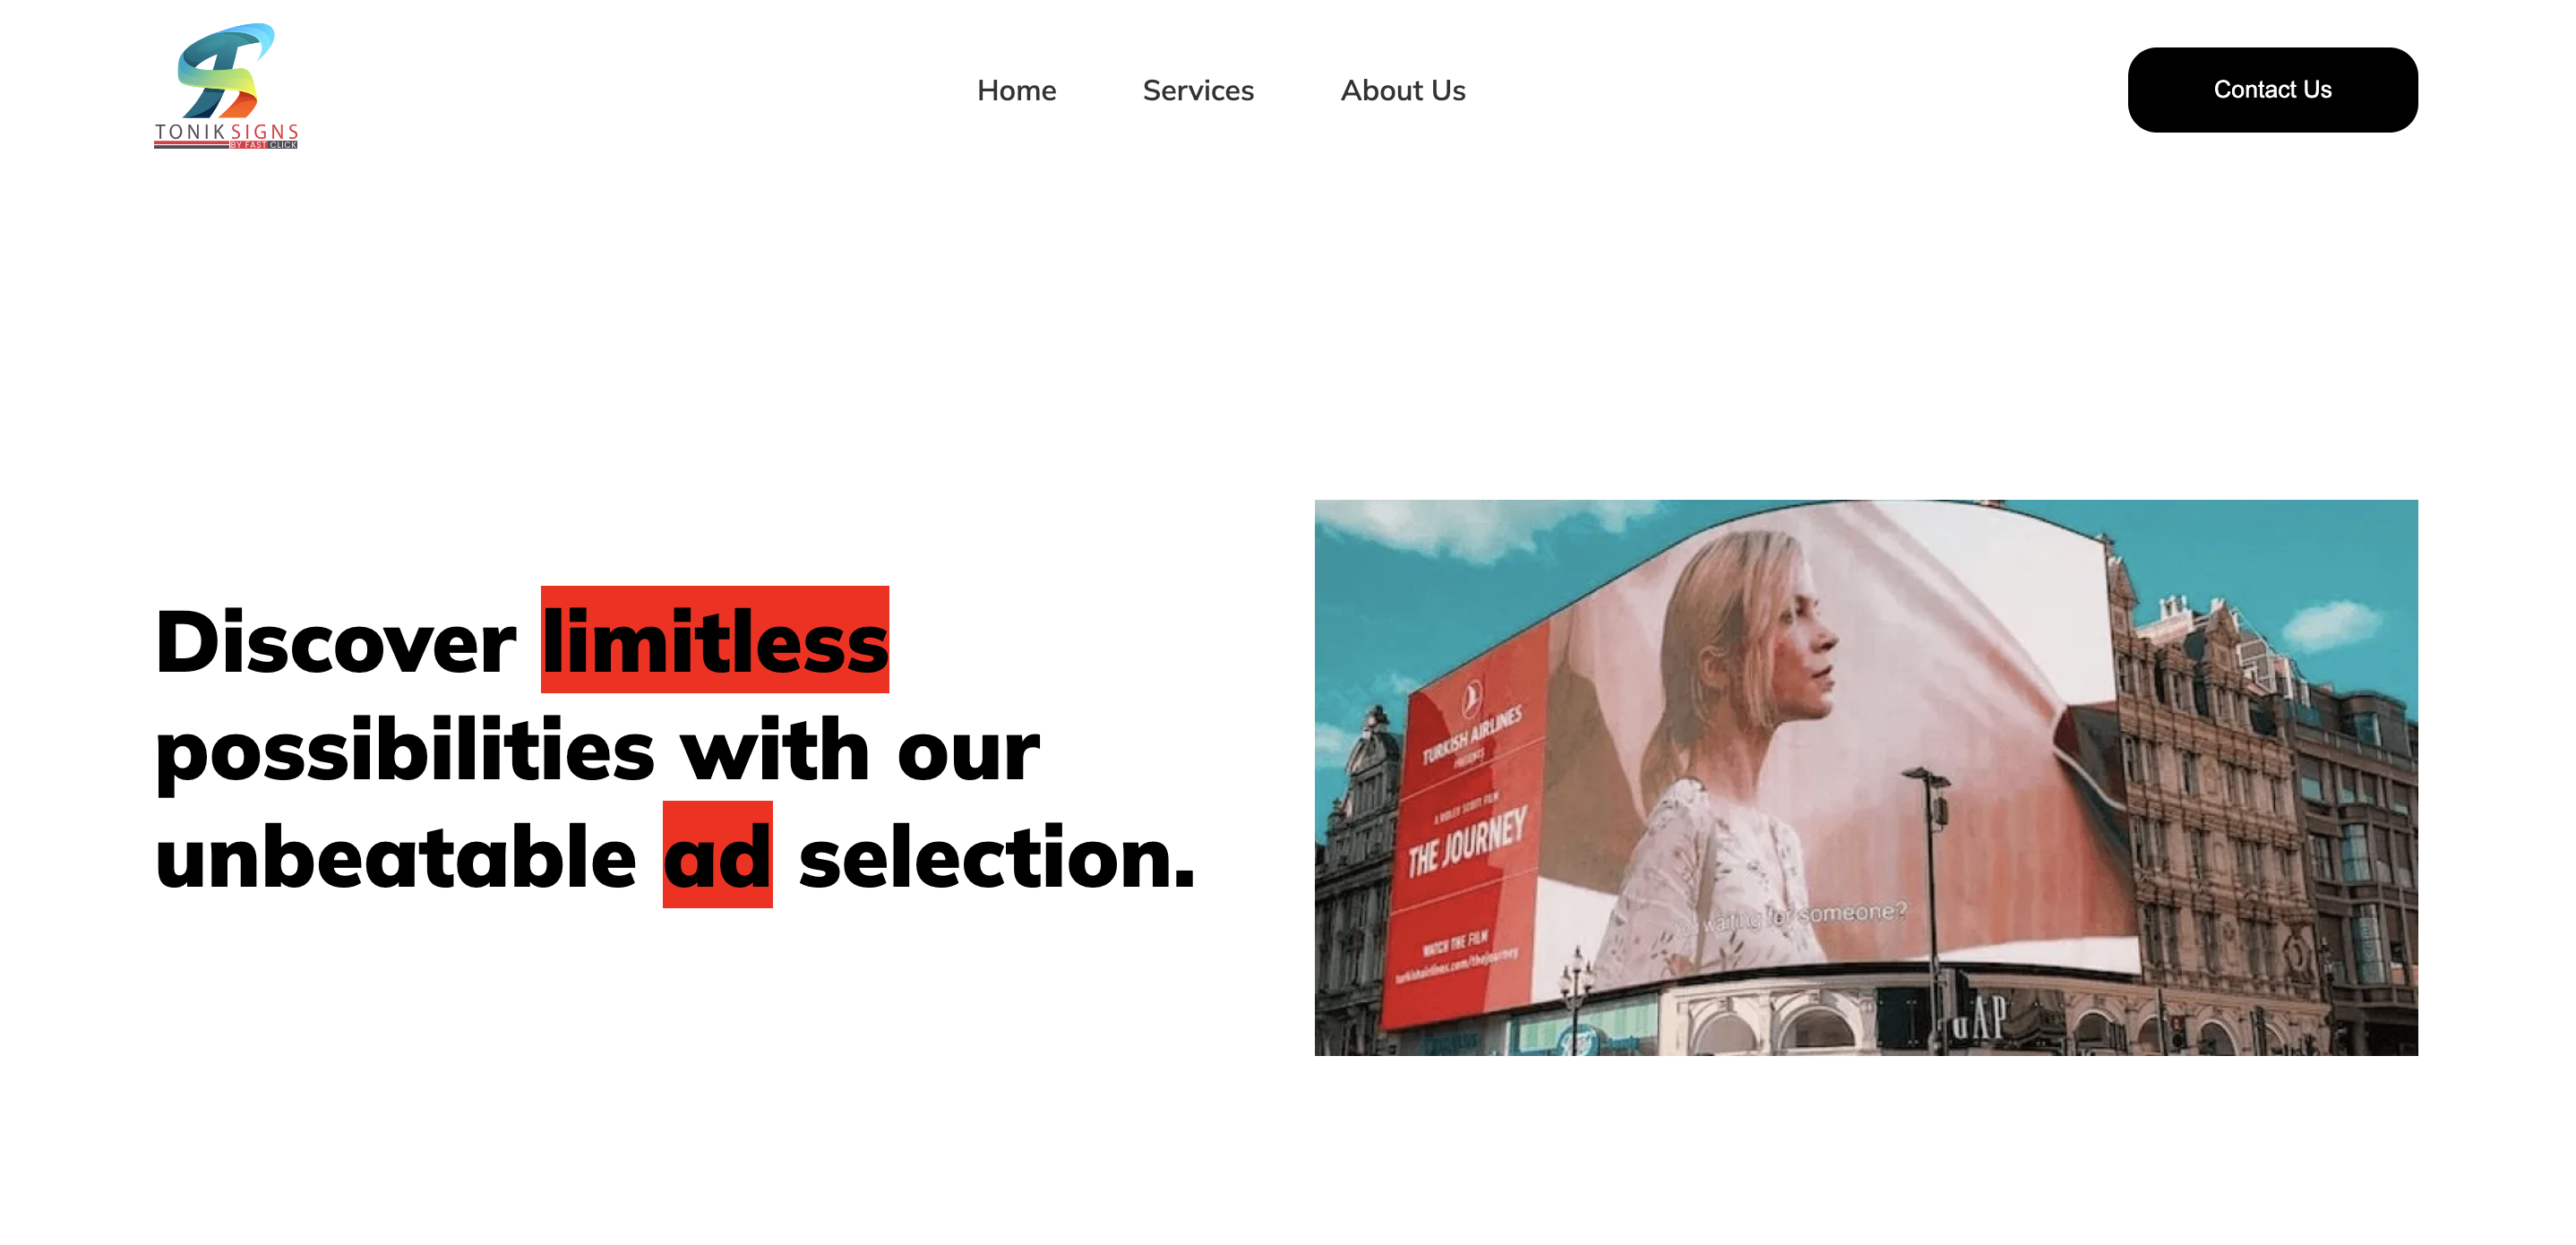 TONIK SIGNS
BY FAST CLICK
Home
Services
About Us
Contact Us
Discover limitless
possibilities with our
unbeatable ad selection.
TURKISH AIRLINES
PRESENTS
A RIDLEY SCOTT FILM
THE JOURNEY
WATCH THE FILM
turkishairlines.com/thejourney
waiting for someone?
GAP